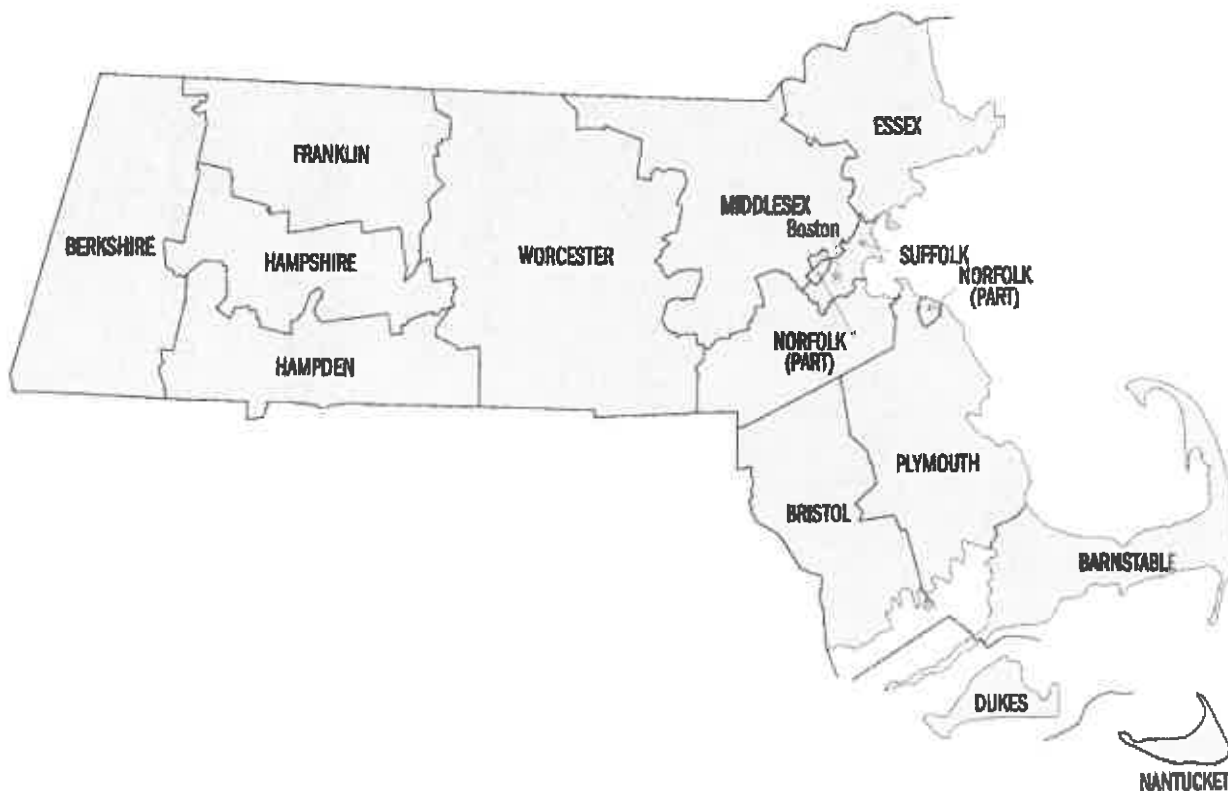 ESSEX
FRANKLIN
MIDDLESEX
Boston
BERKSHIRE
HAMPSHIRE
WORCESTER
SUFFOLK
NORFOLK
(PART)
NORFOLK
(PART)
HAMPDEN
PLYMOUTH
BRISTOL
BARNSTABLE
DUKES
NANTUCKET